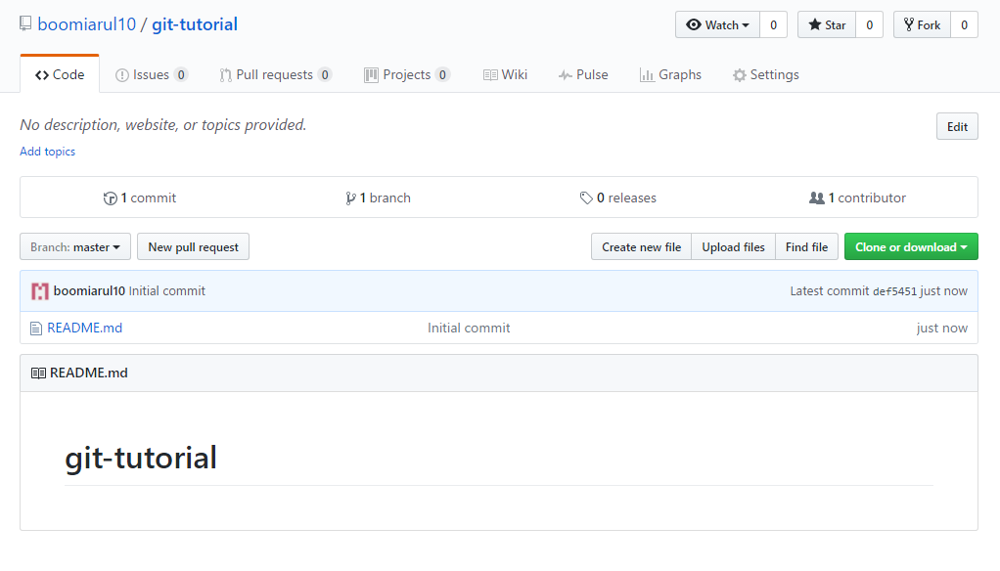 boomiarul10 / git-tutorial
Watch 0 Star 0 Fork 0
Code Issues 0 Pull requests 0 Projects 0 Wiki Pulse Graphs Settings
No description, website, or topics provided.
Edit
Add topics
1 commit 1 branch 0 releases 1 contributor
Branch: master New pull request Create new file Upload files Find file Clone or download
boomiarul10 Initial commit Latest commit def5451 just now
README.md Initial commit just now
README.md
git-tutorial